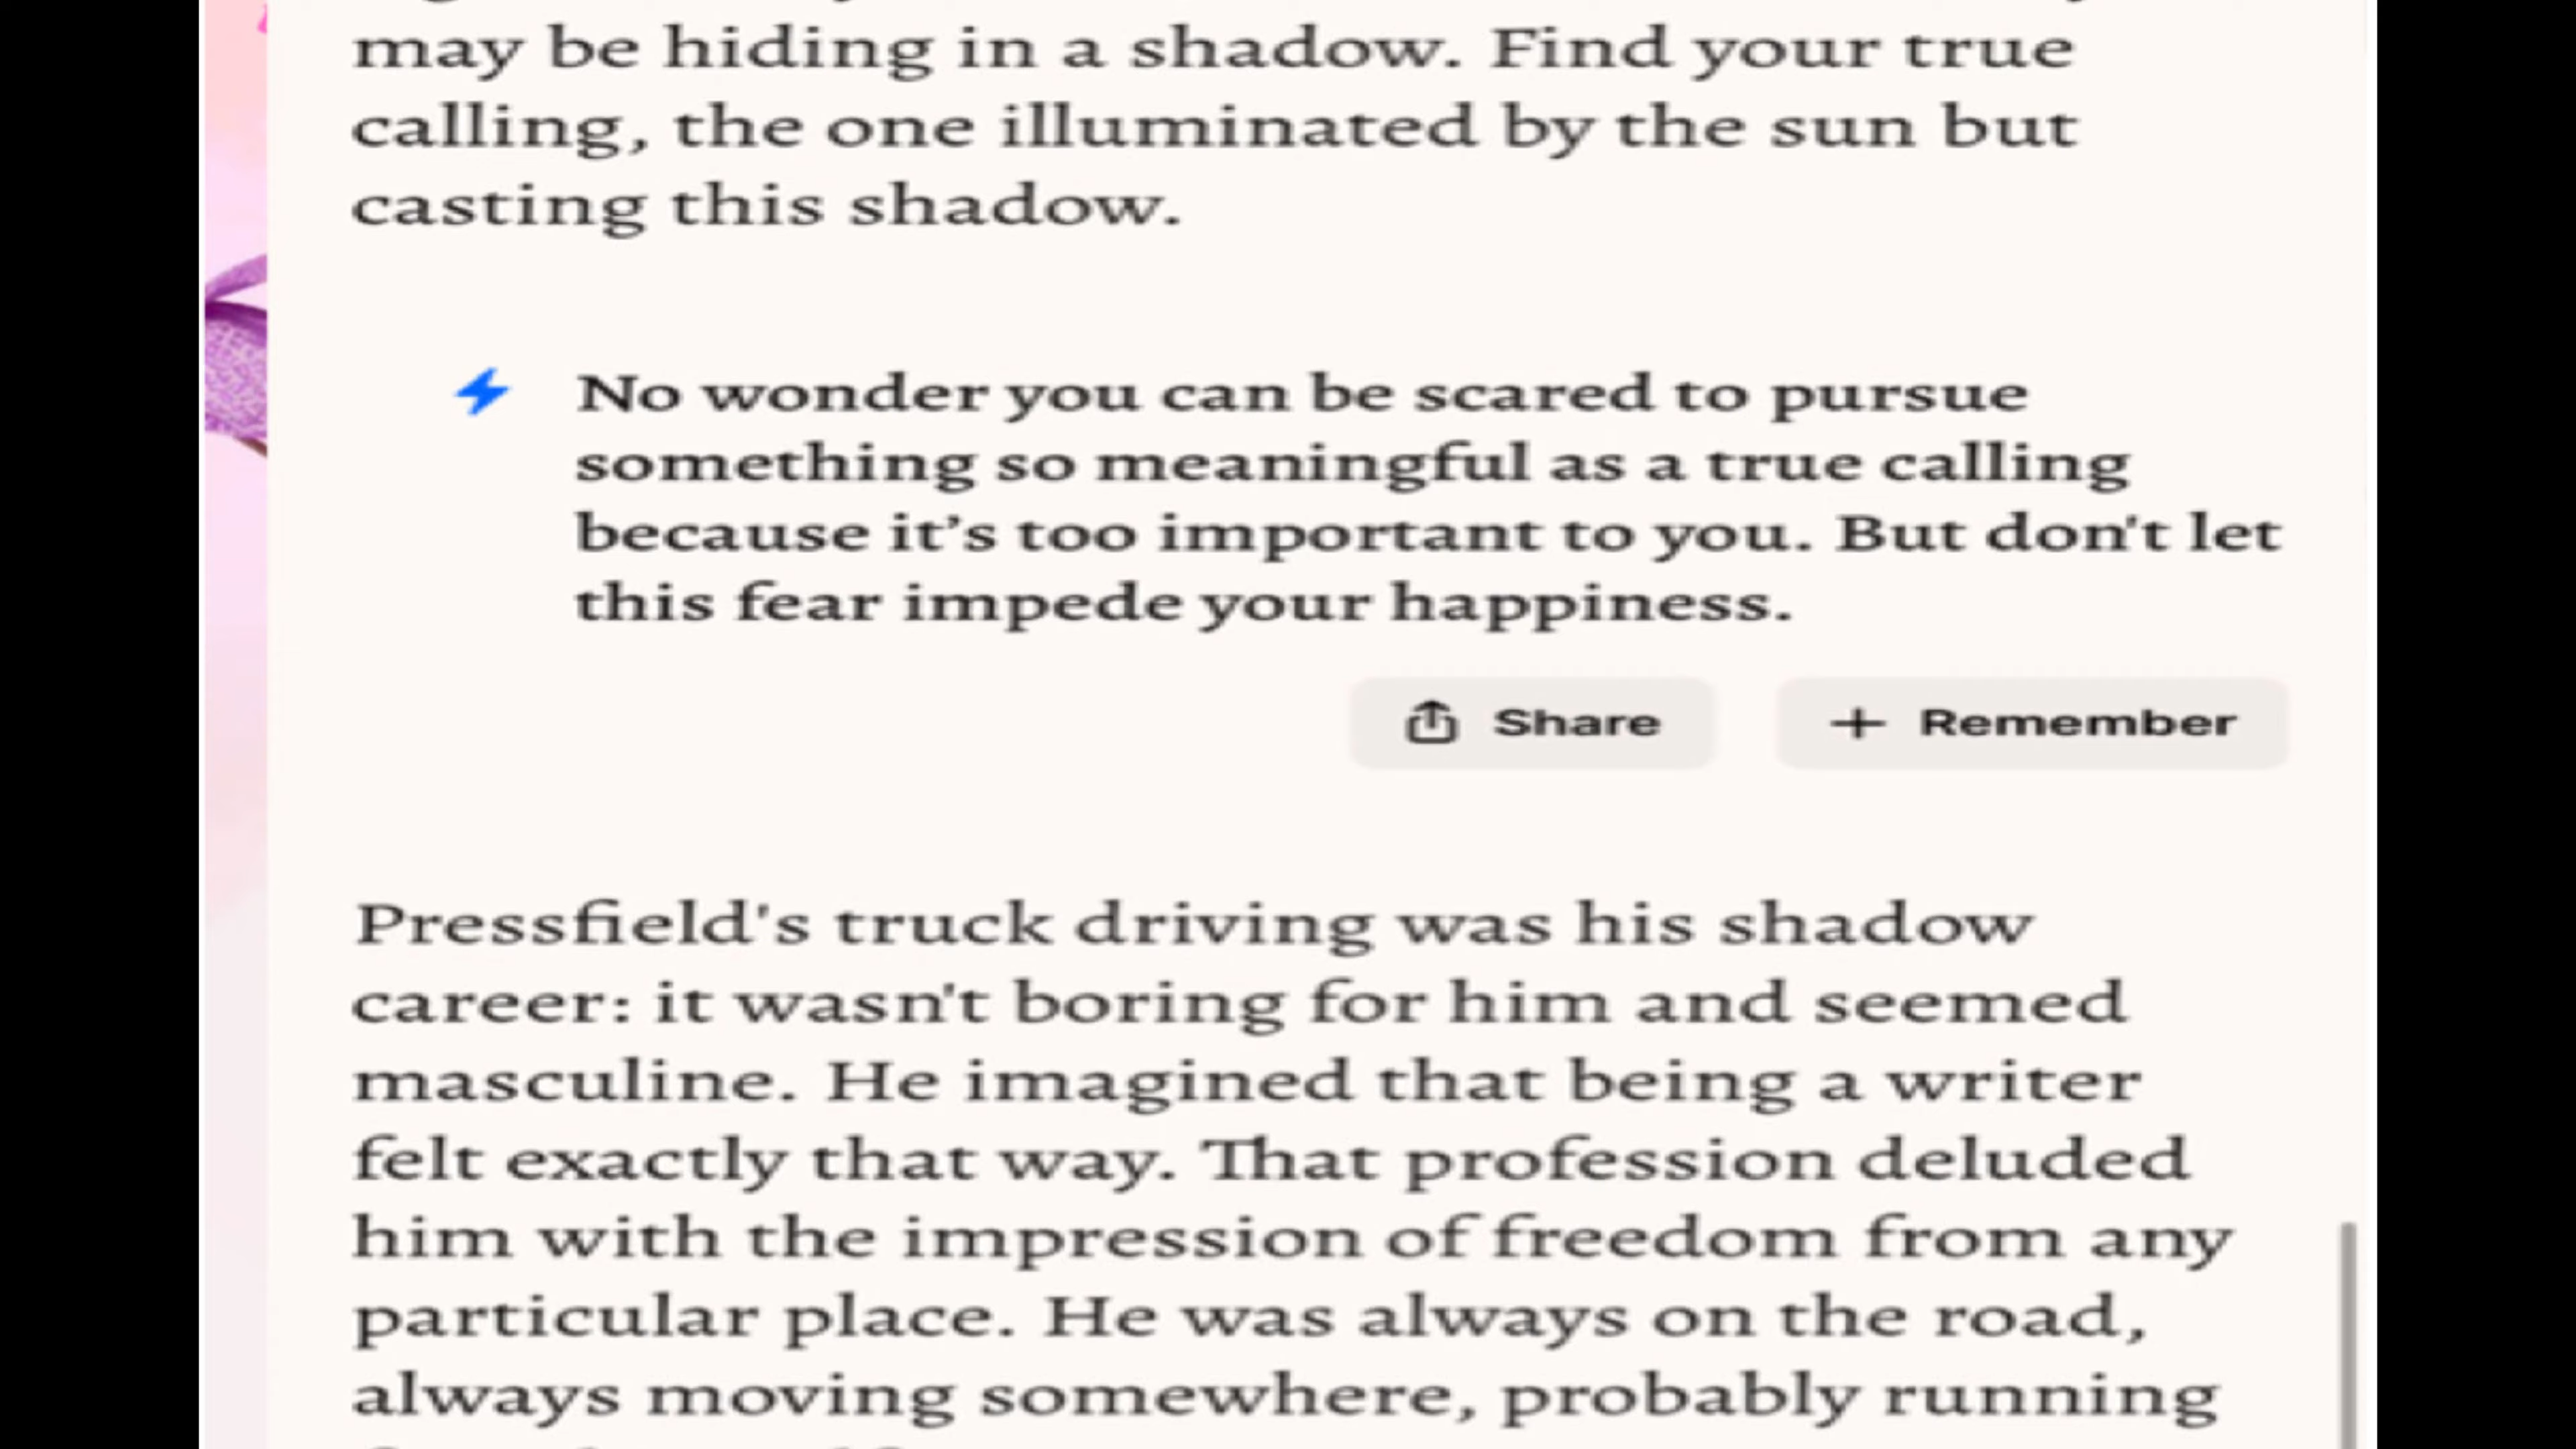 may be hiding in a shadow. Find your true
calling, the one illuminated by the sun but
casting this shadow.
No wonder you can be scared to pursue
something so meaningful as a true calling
because it’s too important to you. But don't let
this fear impede your happiness.
Share
+ Remember
Pressfield's truck driving was his shadow
career: it wasn't boring for him and seemed
masculine. He imagined that being a writer
felt exactly that way. That profession deluded
him with the impression of freedom from any
particular place. He was always on the road,
always moving somewhere, probably running